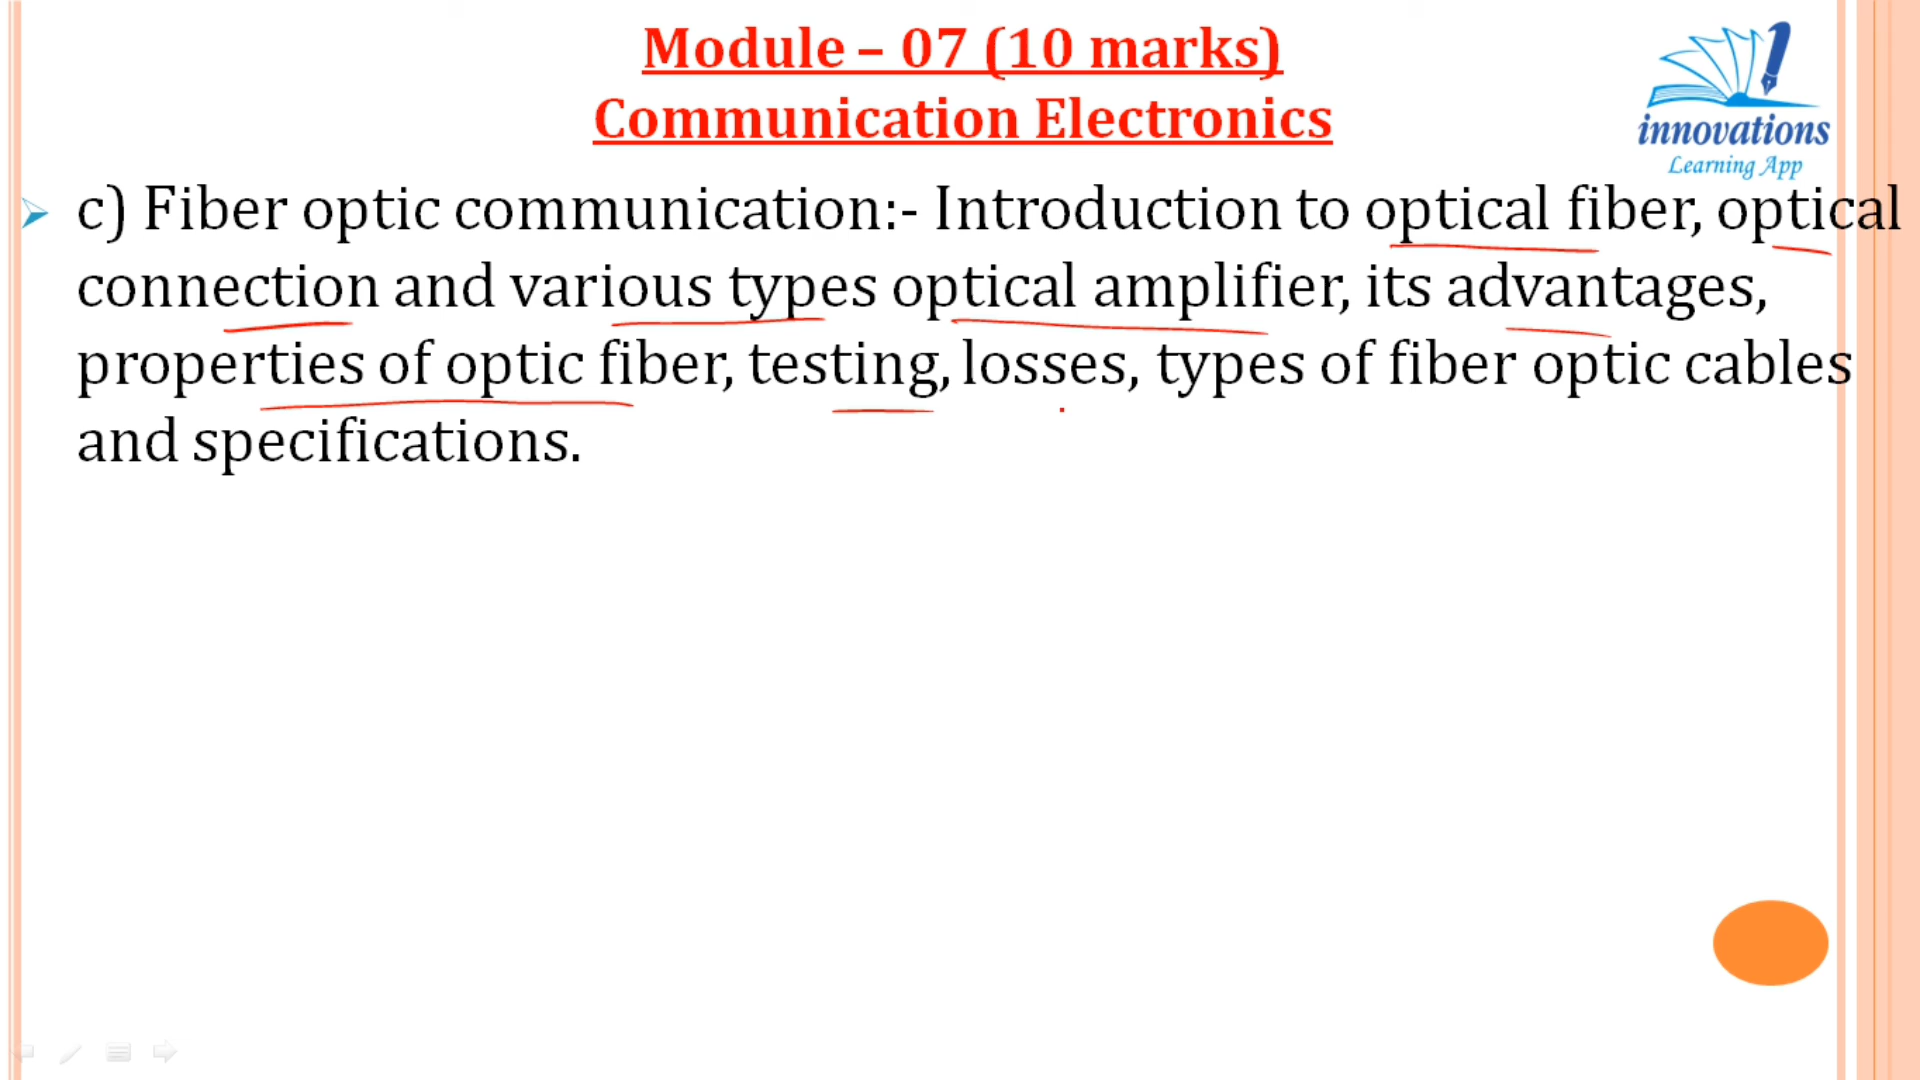 Module – 07 (10 marks)
Communication Electronics
innovations
Learning App
c) Fiber optic communication:- Introduction to optical fiber, optical
connection and various types optical amplifier, its advantages,
properties of optic fiber, testing, losses, types of fiber optic cables
and specifications.